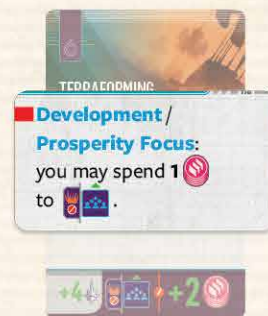 6
TERRAFORMING
Development/
Prosperity Focus:
you may spend 1
to .
+4 +2